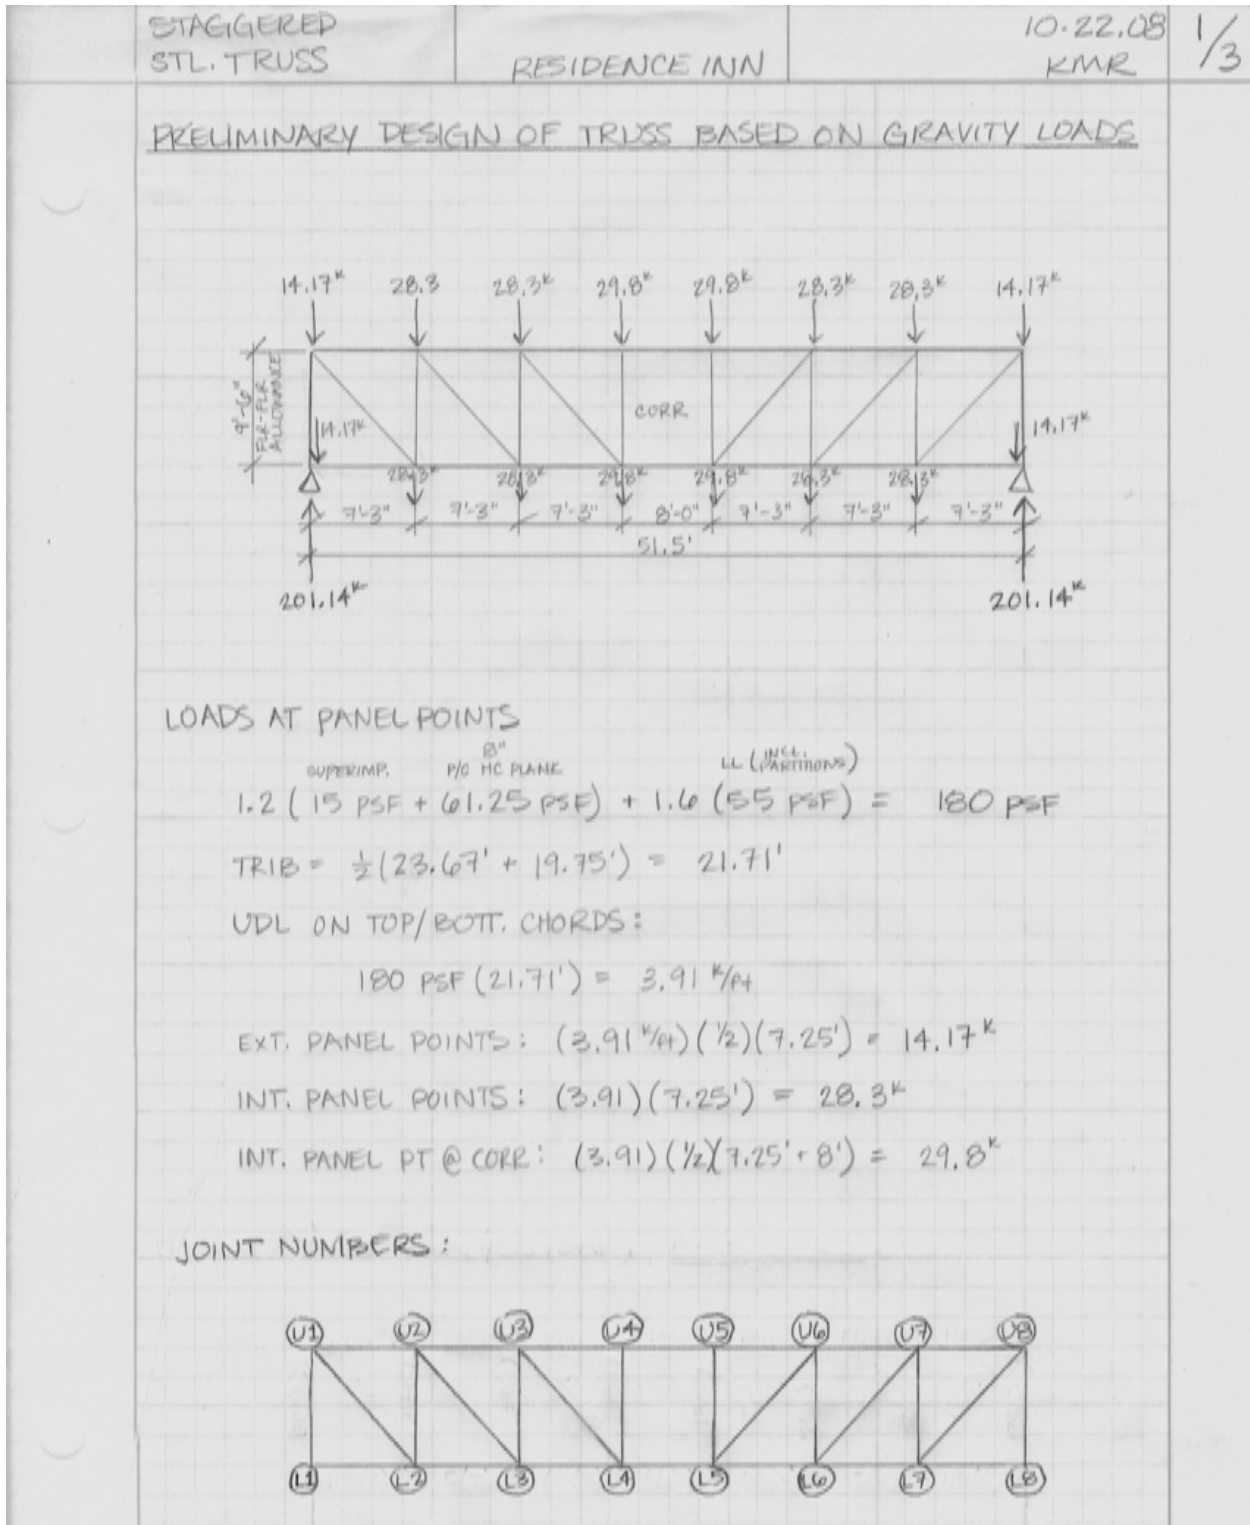 STAGGERED
STL. TRUSS
RESIDENCE INN
10.22.08
KMR
1/3
PRELIMINARY DESIGN OF TRUSS BASED ON GRAVITY LOADS
14.17ᵏ 28.3 28.3ᵏ 29.8ᵏ 29.8ᵏ 28.3ᵏ 28.3ᵏ 14.17ᵏ
9'-6"
FLR-FLR
ALLOWANCE
CORR
14.17ᵏ 14.17ᵏ
28.3ᵏ 28.3ᵏ 29.8ᵏ 29.8ᵏ 28.3ᵏ 28.3ᵏ
7'-3" 7'-3" 7'-3" 8'-0" 7'-3" 7'-3" 7'-3"
51.5'
201.14ᵏ 201.14ᵏ
LOADS AT PANEL POINTS
SUPERIMP. P/C 8" HC PLANK LL (INCL. PARTITIONS)
1.2 ( 15 PSF + 61.25 PSF) + 1.6 (55 PSF) = 180 PSF
TRIB = ½(23.67' + 19.75') = 21.71'
UDL ON TOP/BOTT. CHORDS:
180 PSF (21.71') = 3.91 ᵏ/ft
EXT. PANEL POINTS: (3.91 ᵏ/ft)(½)(7.25') = 14.17ᵏ
INT. PANEL POINTS: (3.91)(7.25') = 28.3ᵏ
INT. PANEL PT @ CORR: (3.91)(½)(7.25' + 8') = 29.8ᵏ
JOINT NUMBERS:
U1 U2 U3 U4 U5 U6 U7 U8
L1 L2 L3 L4 L5 L6 L7 L8